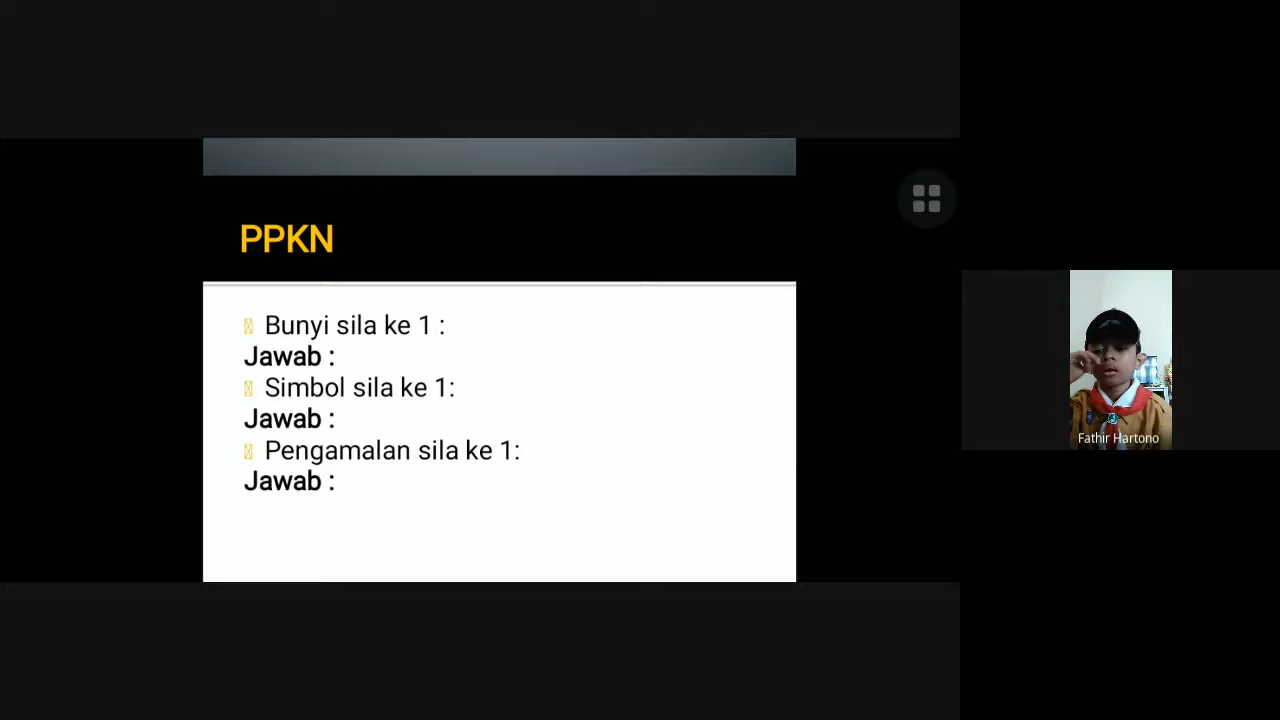 PPKN
Bunyi sila ke 1 :
Jawab :
Simbol sila ke 1:
Jawab :
Pengamalan sila ke 1:
Jawab :
Fathir Hartono